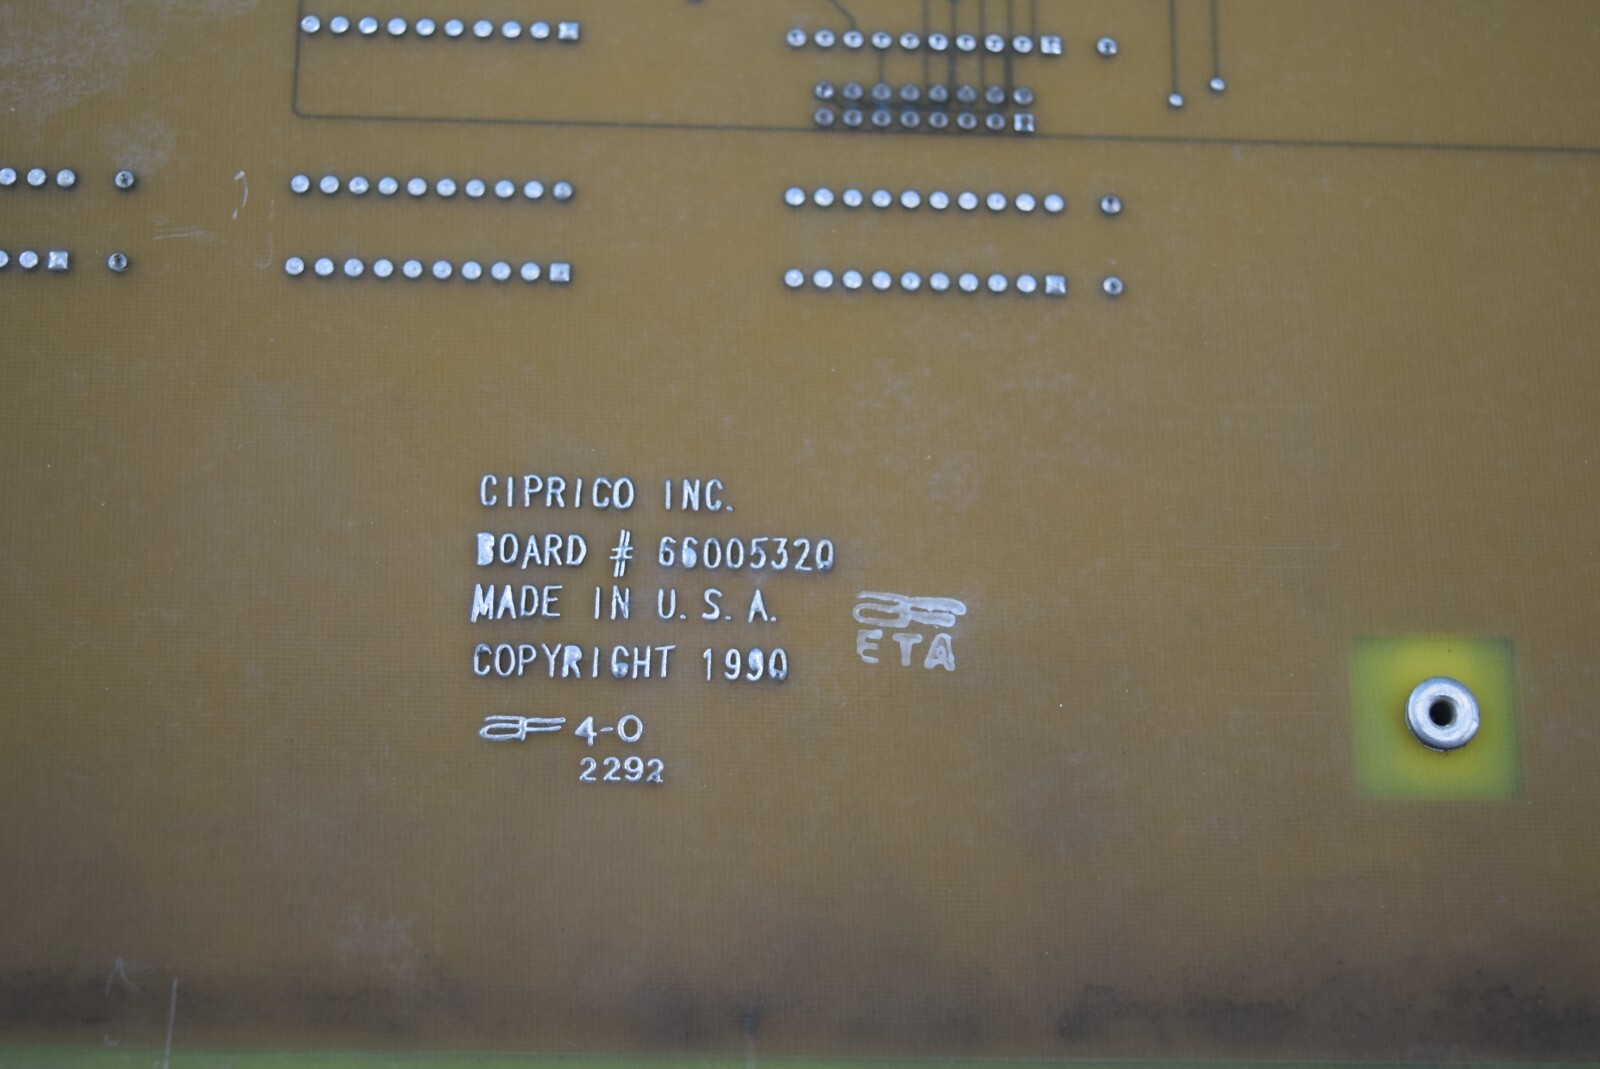 CIPRICO INC.
BOARD # 66005320
MADE IN U.S.A.
COPYRIGHT 1990
ETA
4-0
2292